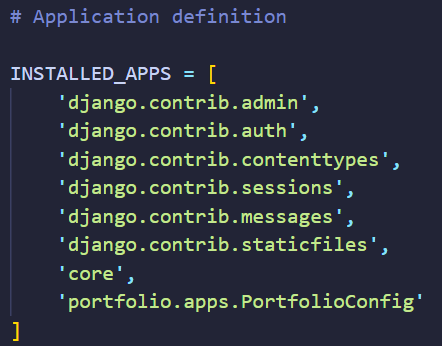 # Application definition
INSTALLED_APPS = [
'django.contrib.admin',
'django.contrib.auth',
'django.contrib.contenttypes',
'django.contrib.sessions',
'django.contrib.messages',
'django.contrib.staticfiles',
'core',
'portfolio.apps.PortfolioConfig'
]